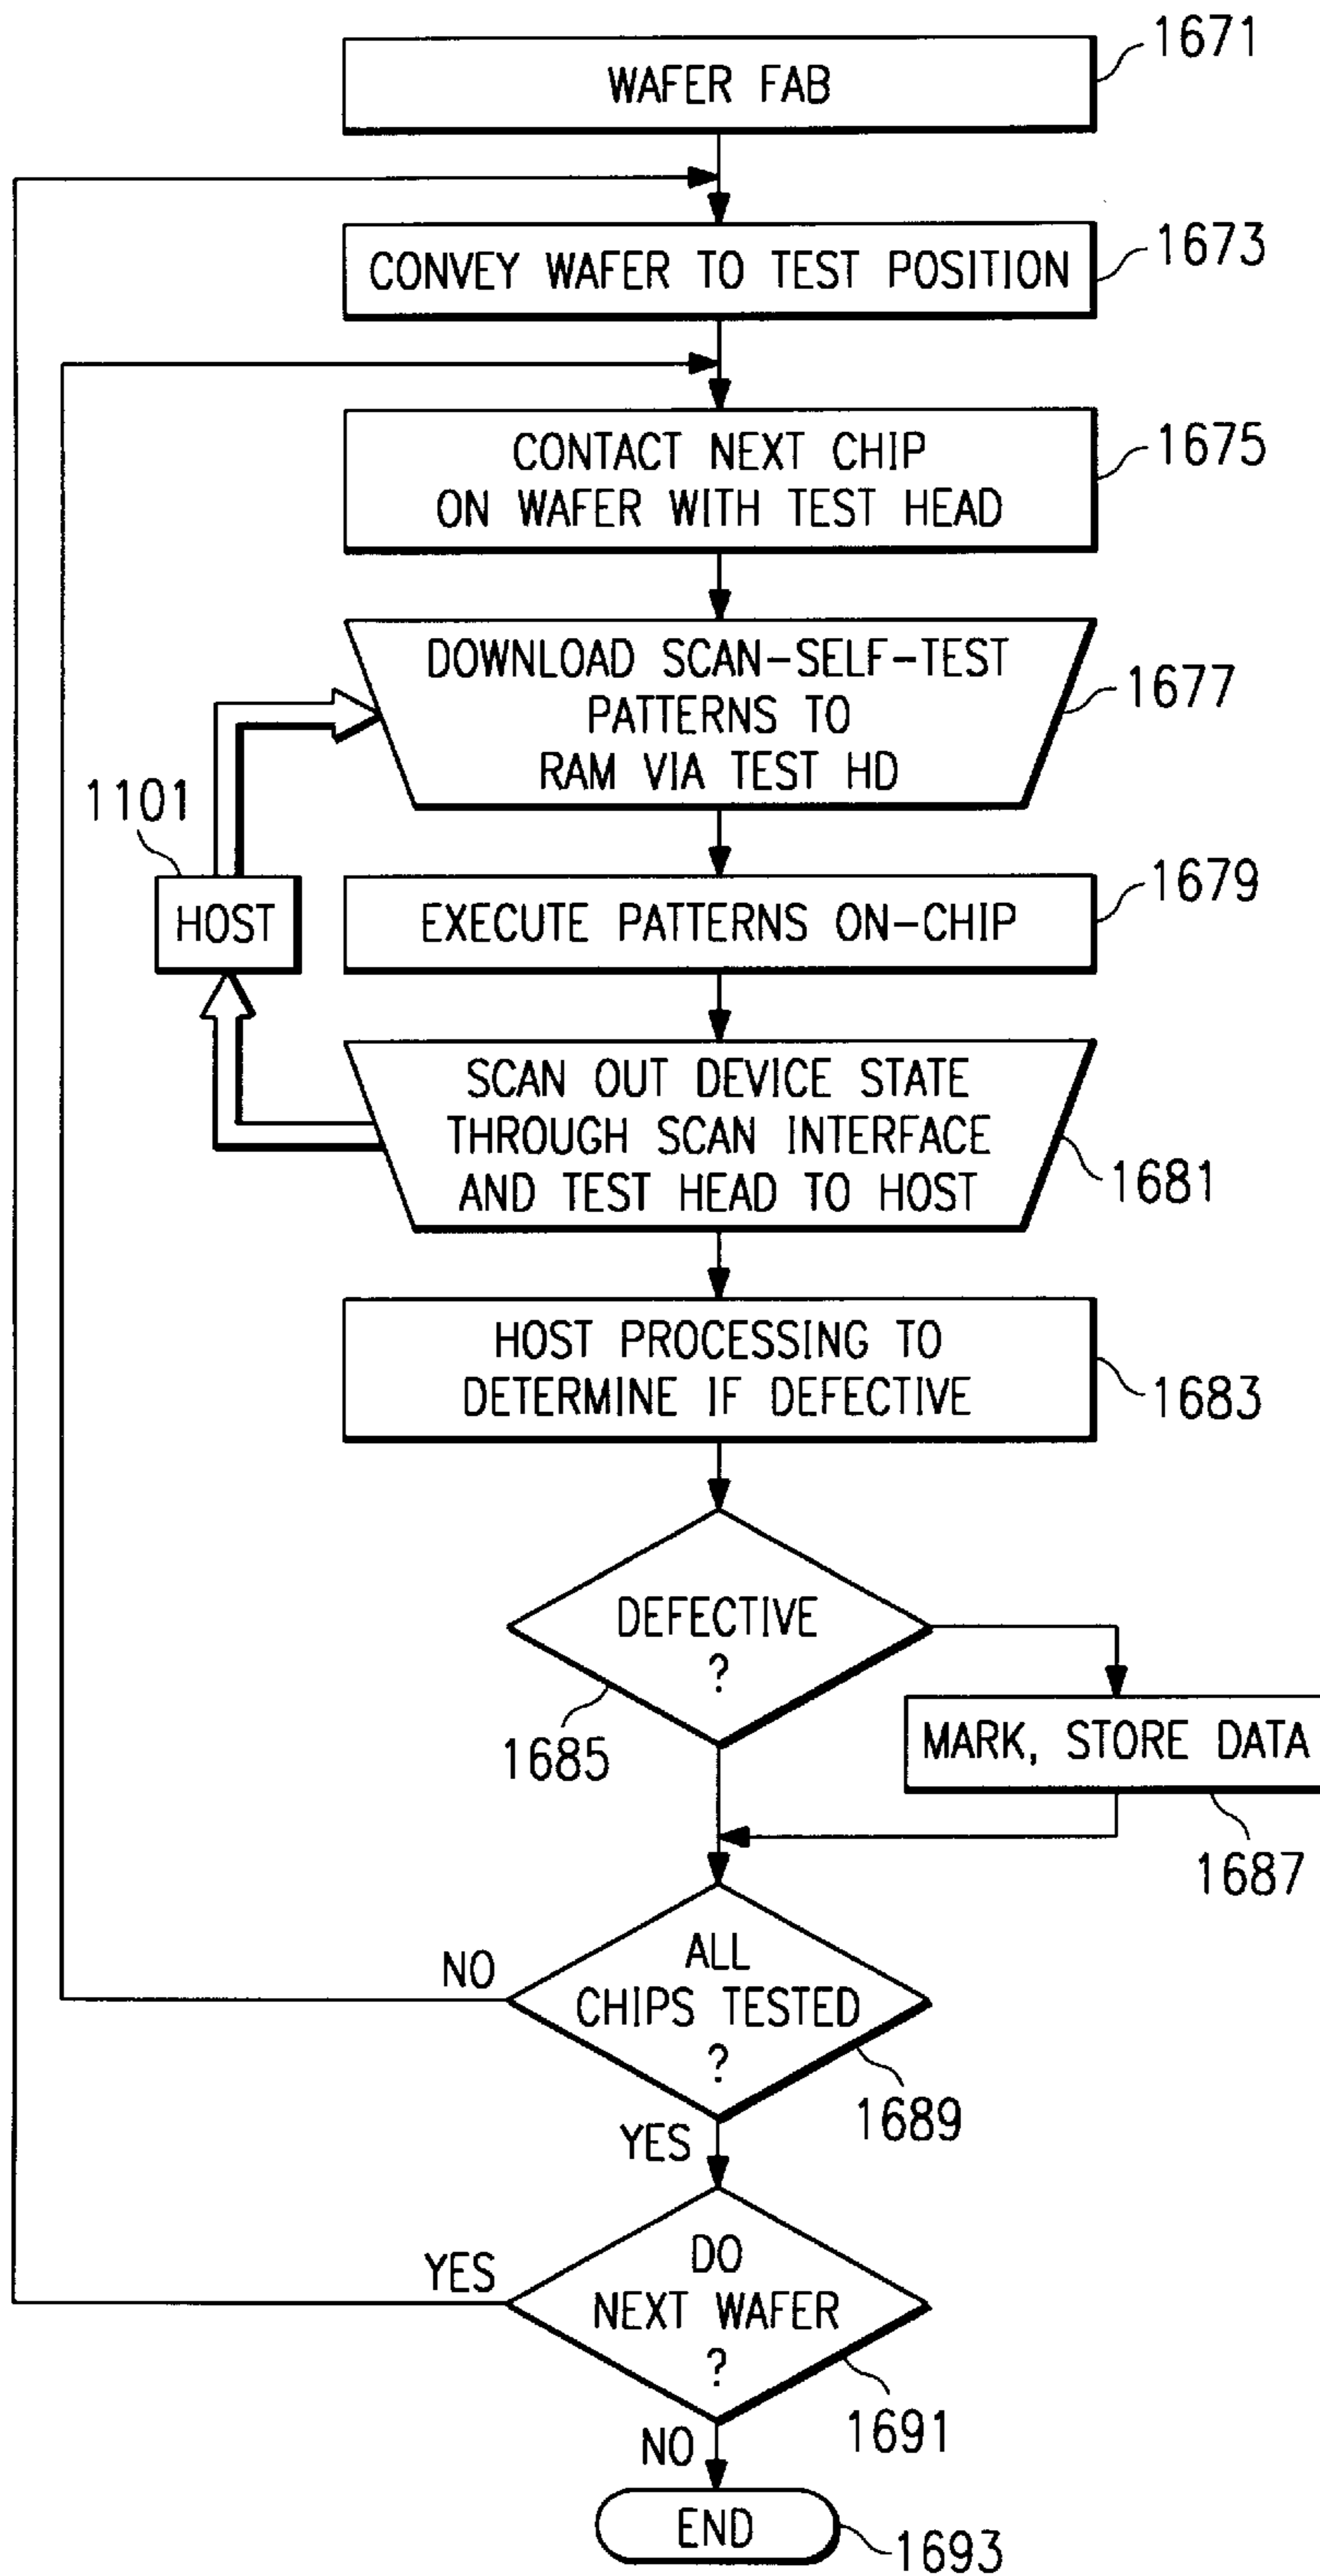 WAFER FAB
1671
CONVEY WAFER TO TEST POSITION
1673
CONTACT NEXT CHIP
ON WAFER WITH TEST HEAD
1675
DOWNLOAD SCAN-SELF-TEST
PATTERNS TO
RAM VIA TEST HD
1677
1101
HOST
EXECUTE PATTERNS ON-CHIP
1679
SCAN OUT DEVICE STATE
THROUGH SCAN INTERFACE
AND TEST HEAD TO HOST
1681
HOST PROCESSING TO
DETERMINE IF DEFECTIVE
1683
DEFECTIVE
?
1685
MARK, STORE DATA
1687
NO
ALL
CHIPS TESTED
?
1689
YES
YES
DO
NEXT WAFER
?
1691
NO
END
1693